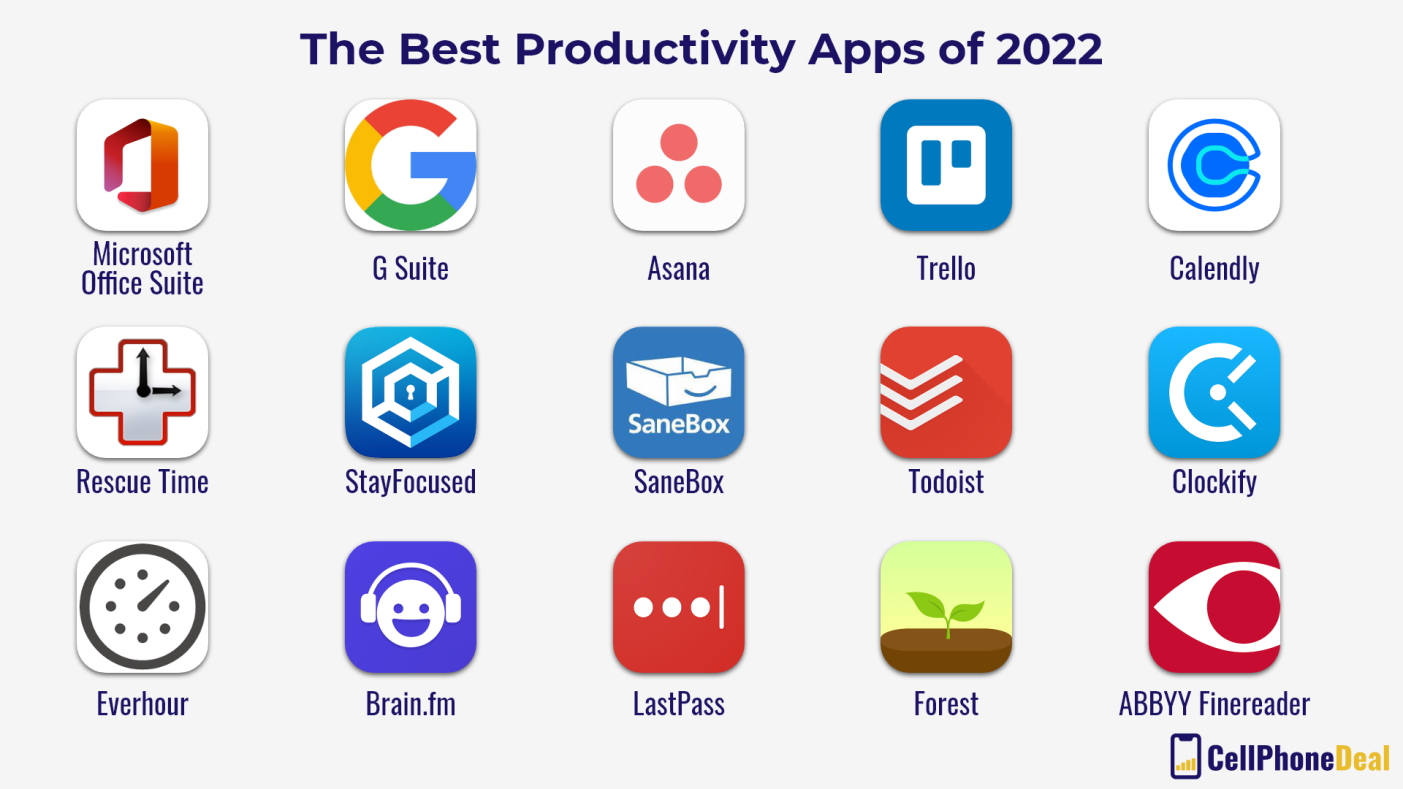 The Best Productivity Apps of 2022
Microsoft
Office Suite
G Suite
Asana
Trello
Calendly
SaneBox
Rescue Time
StayFocused
SaneBox
Todoist
Clockify
Everhour
Brain.fm
LastPass
Forest
ABBYY Finereader
CellPhoneDeal